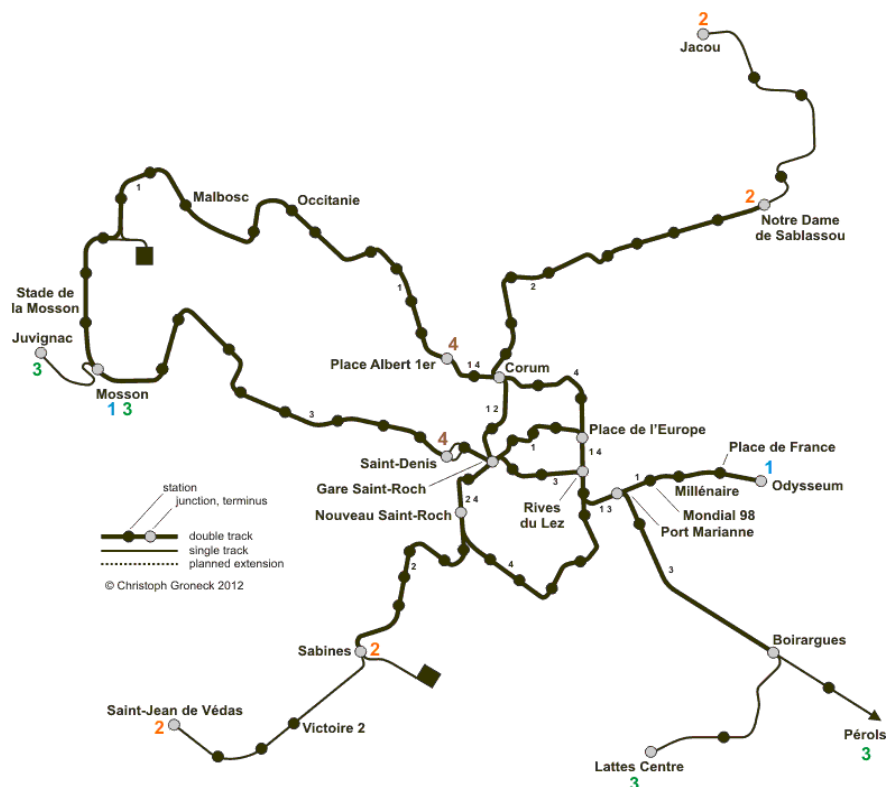 2
Jacou
1
Malbosc
Occitanie
2
Notre Dame
de Sablassou
Stade de
la Mosson
2
1
Juvignac
3
4
Place Albert 1er
1 4
Corum
4
Mosson
1 3
3
1 2
4
Saint-Denis
1
Place de l'Europe
1 4
Place de France
1
Gare Saint-Roch
3
Rives
du Lez
1
Millénaire
Odysseum
station
junction, terminus
2 4
Nouveau Saint-Roch
1 3
Mondial 98
Port Marianne
double track
single track
planned extension
© Christoph Groneck 2012
2
4
3
Sabines
2
Boirargues
Saint-Jean de Védas
2
Victoire 2
Pérols
3
Lattes Centre
3